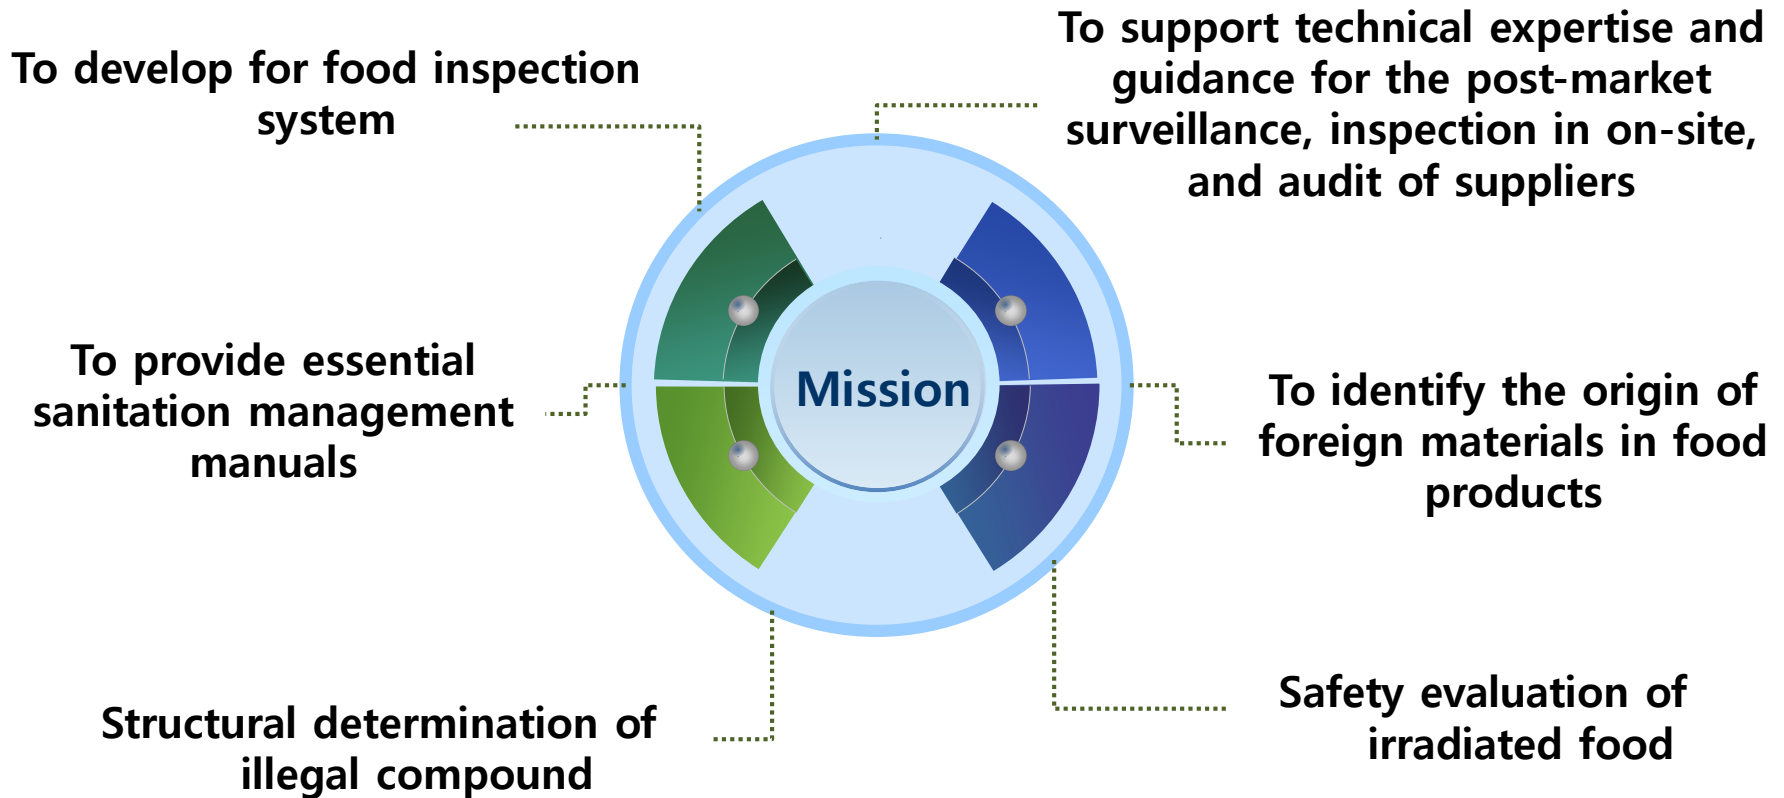 To develop for food inspection
system
To support technical expertise and
guidance for the post-market
surveillance, inspection in on-site,
and audit of suppliers
To provide essential
sanitation management
manuals
Mission
To identify the origin of
foreign materials in food
products
Structural determination of
illegal compound
Safety evaluation of
irradiated food